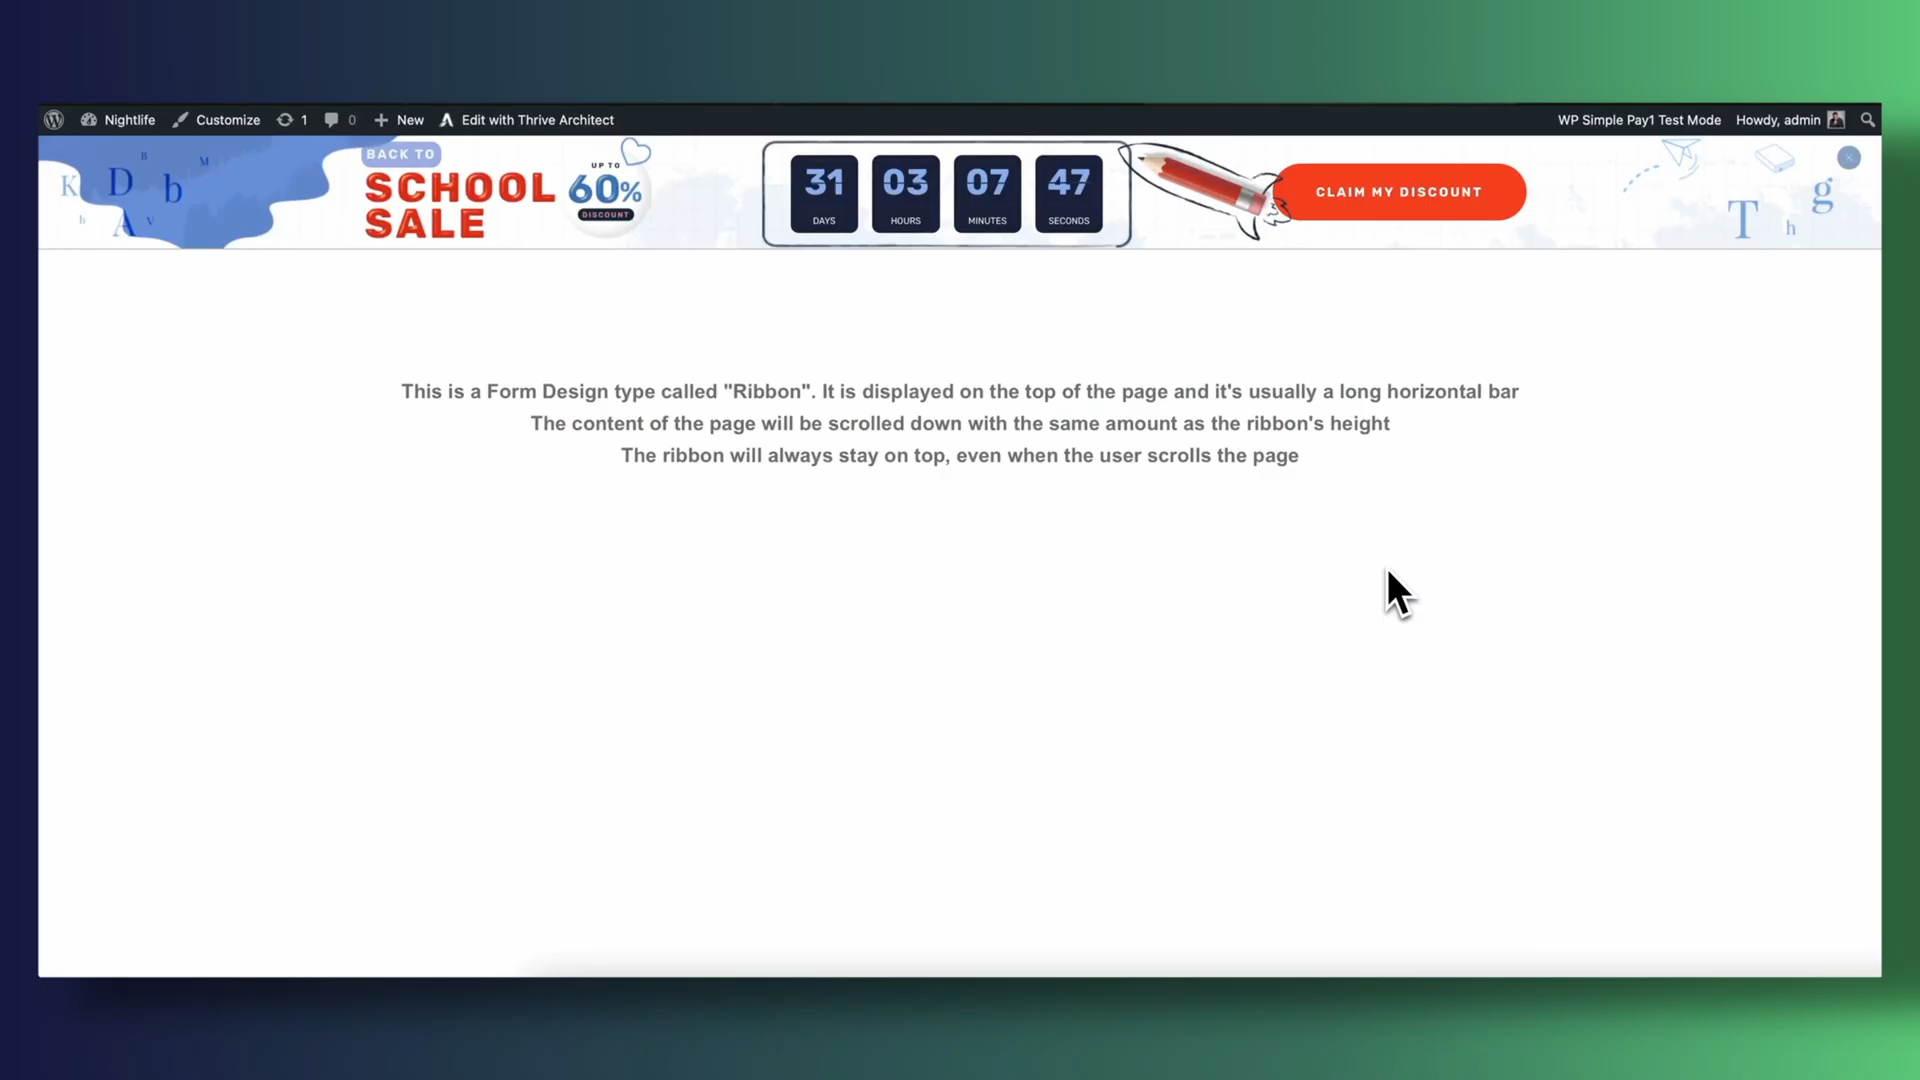 Nightlife Customize 1 0 New Edit with Thrive Architect WP Simple Pay1 Test Mode Howdy, admin
K D b B M h A v
BACK TO
SCHOOL
SALE
UP TO
60%
DISCOUNT
31 03 07 47
DAYS HOURS MINUTES SECONDS
CLAIM MY DISCOUNT
T h g
This is a Form Design type called "Ribbon". It is displayed on the top of the page and it's usually a long horizontal bar
The content of the page will be scrolled down with the same amount as the ribbon's height
The ribbon will always stay on top, even when the user scrolls the page